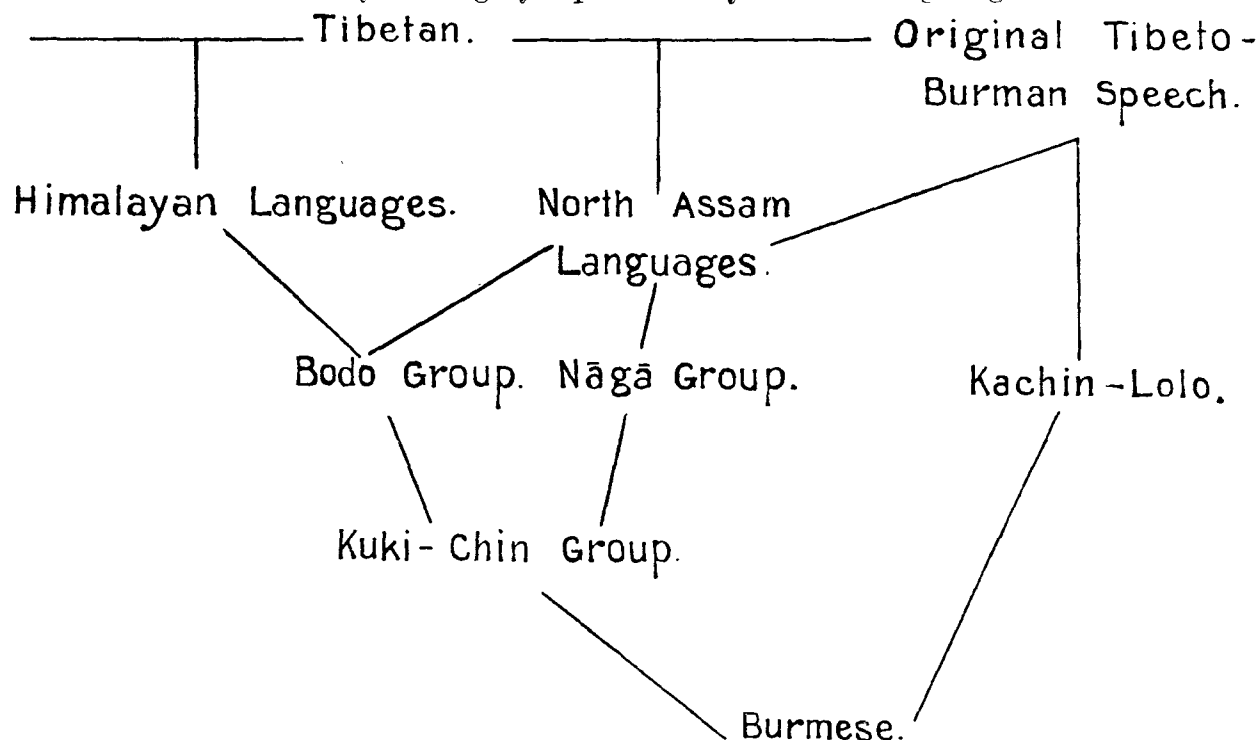 Tibetan.
Original Tibeto-
Burman Speech.
Himalayan Languages.
North Assam
Languages.
Bodo Group. Nāgā Group.
Kachin-Lolo.
Kuki-Chin Group.
Burmese.